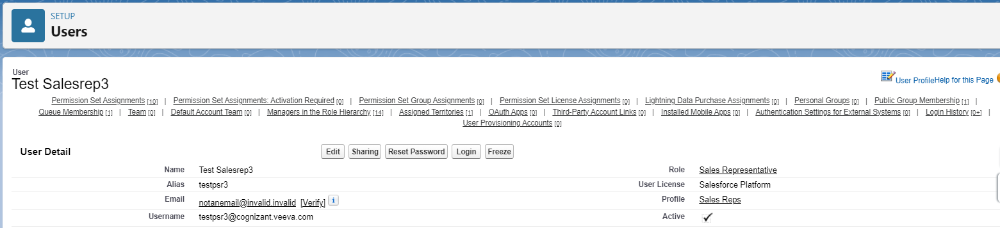 SETUP
Users
User
Test Salesrep3
User Profile Help for this Page
Permission Set Assignments [10] | Permission Set Assignments: Activation Required [0] | Permission Set Group Assignments [0] | Permission Set License Assignments [0] | Lightning Data Purchase Assignments [0] | Personal Groups [0] | Public Group Membership [1] |
Queue Membership [1] | Team [0] | Default Account Team [0] | Managers in the Role Hierarchy [14] | Assigned Territories [1] | OAuth Apps [0] | Third-Party Account Links [0] | Installed Mobile Apps [0] | Authentication Settings for External Systems [0] | Login History [0+] |
User Provisioning Accounts [0]
User Detail Edit Sharing Reset Password Login Freeze
Name Test Salesrep3 Role Sales Representative
Alias testpsr3 User License Salesforce Platform
Email notanemail@invalid.invalid [Verify] i Profile Sales Reps
Username testpsr3@cognizant.veeva.com Active